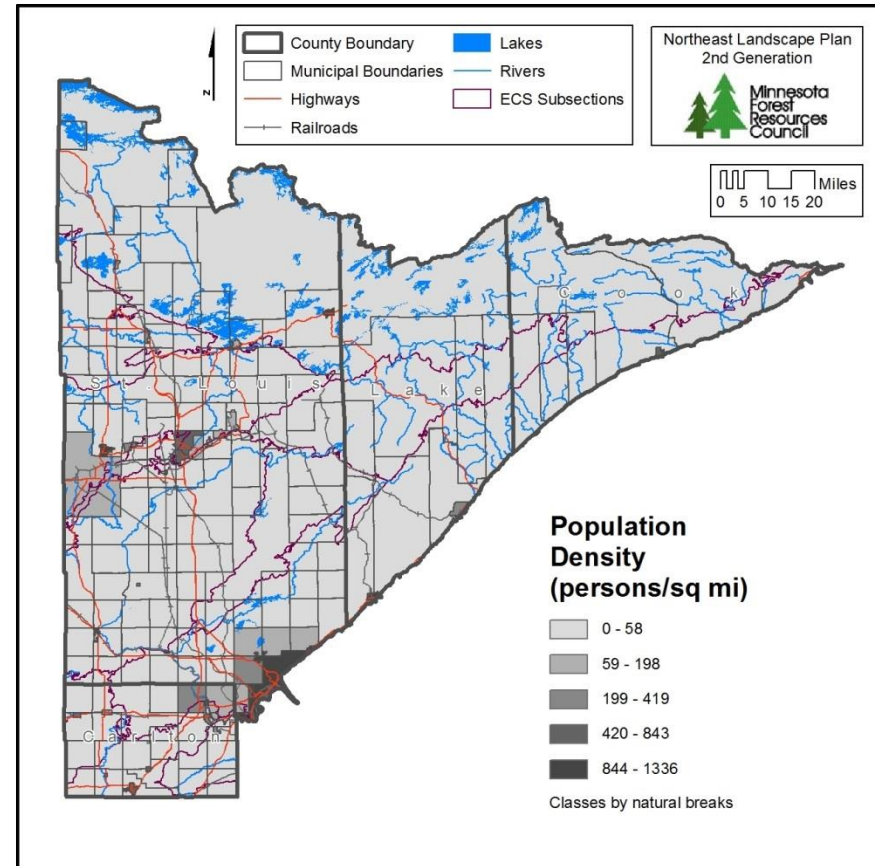 County Boundary
Municipal Boundaries
Highways
Railroads
Lakes
Rivers
ECS Subsections
N
Northeast Landscape Plan
2nd Generation
Minnesota
Forest
Resources
Council
Miles
0 5 10 15 20
Cook
St. Louis
Lake
Carlton
Population
Density
(persons/sq mi)
0 - 58
59 - 198
199 - 419
420 - 843
844 - 1336
Classes by natural breaks